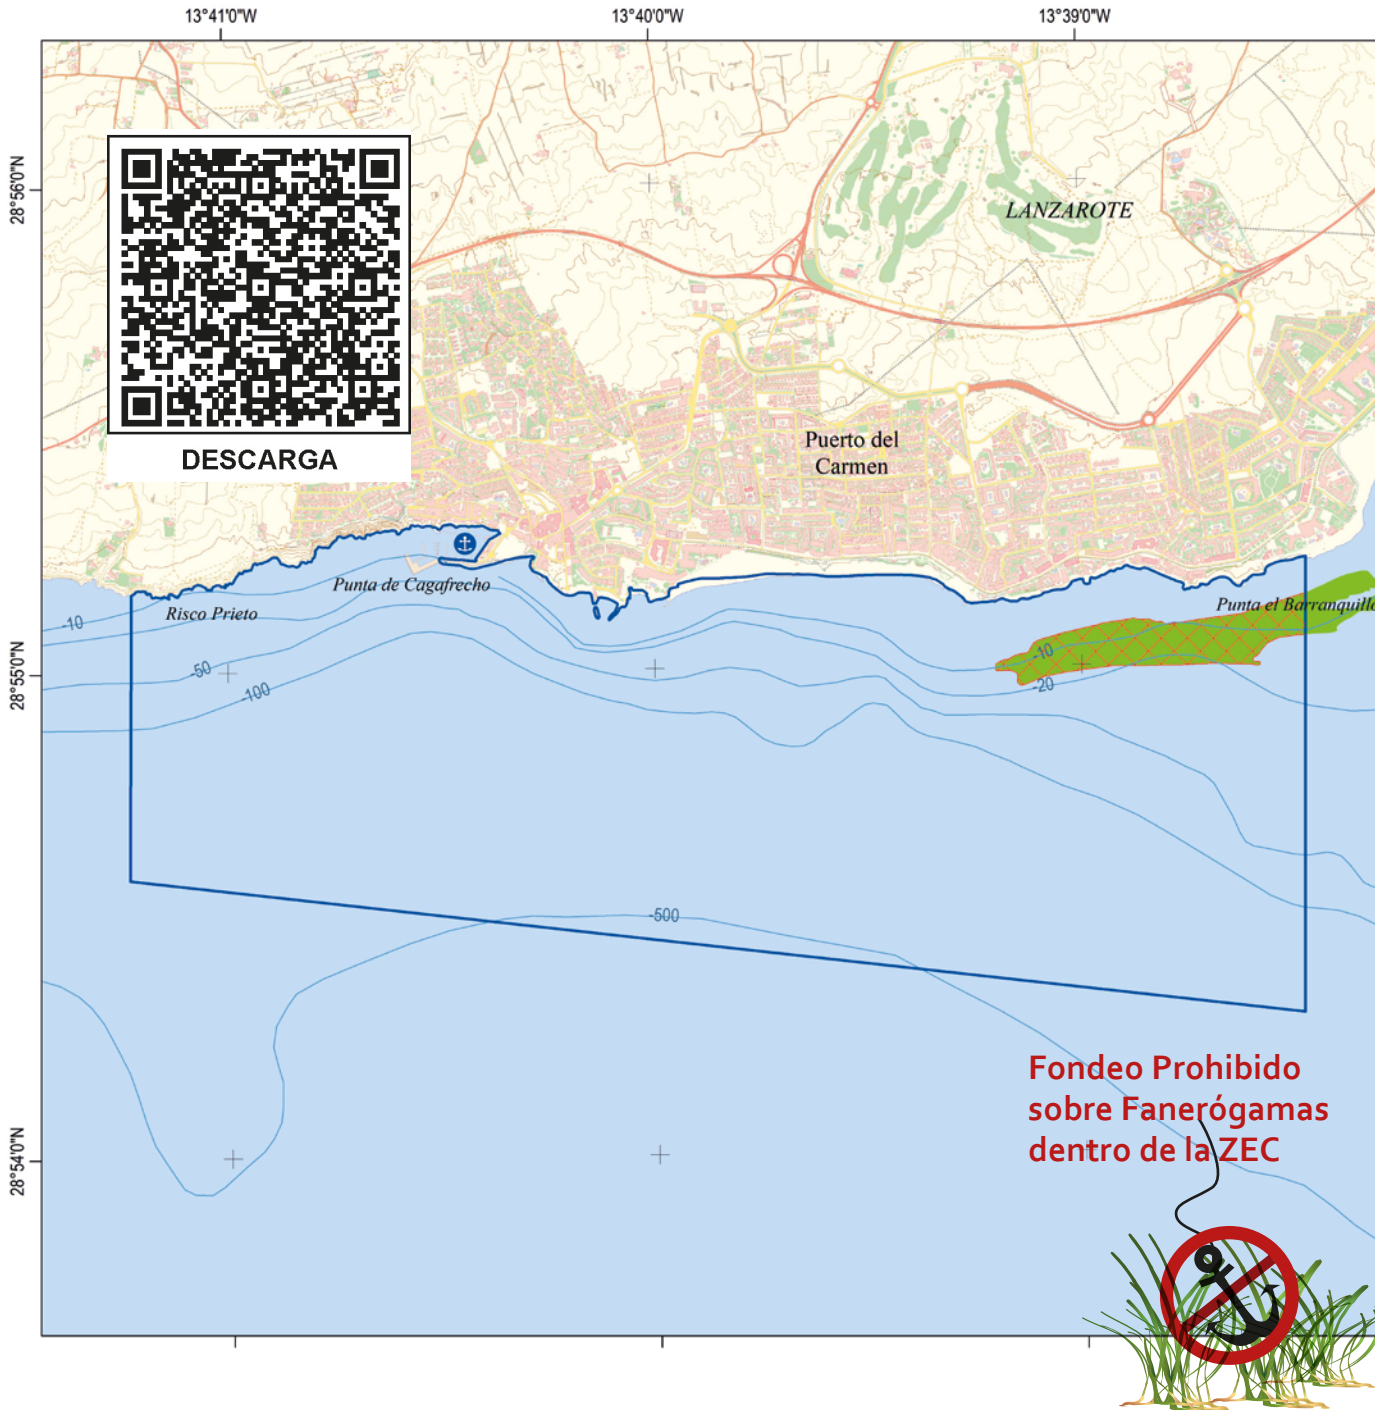 13°41'0"W
13°40'0"W
13°39'0"W
28°56'0"N
LANZAROTE
Puerto del
Carmen
DESCARGA
Punta de Cagafrecho
Risco Prieto
Punta el Barranquillo
-10
-10
28°55'0"N
-50
-20
-100
-500
Fondeo Prohibido
sobre Fanerógamas
dentro de la ZEC
28°54'0"N